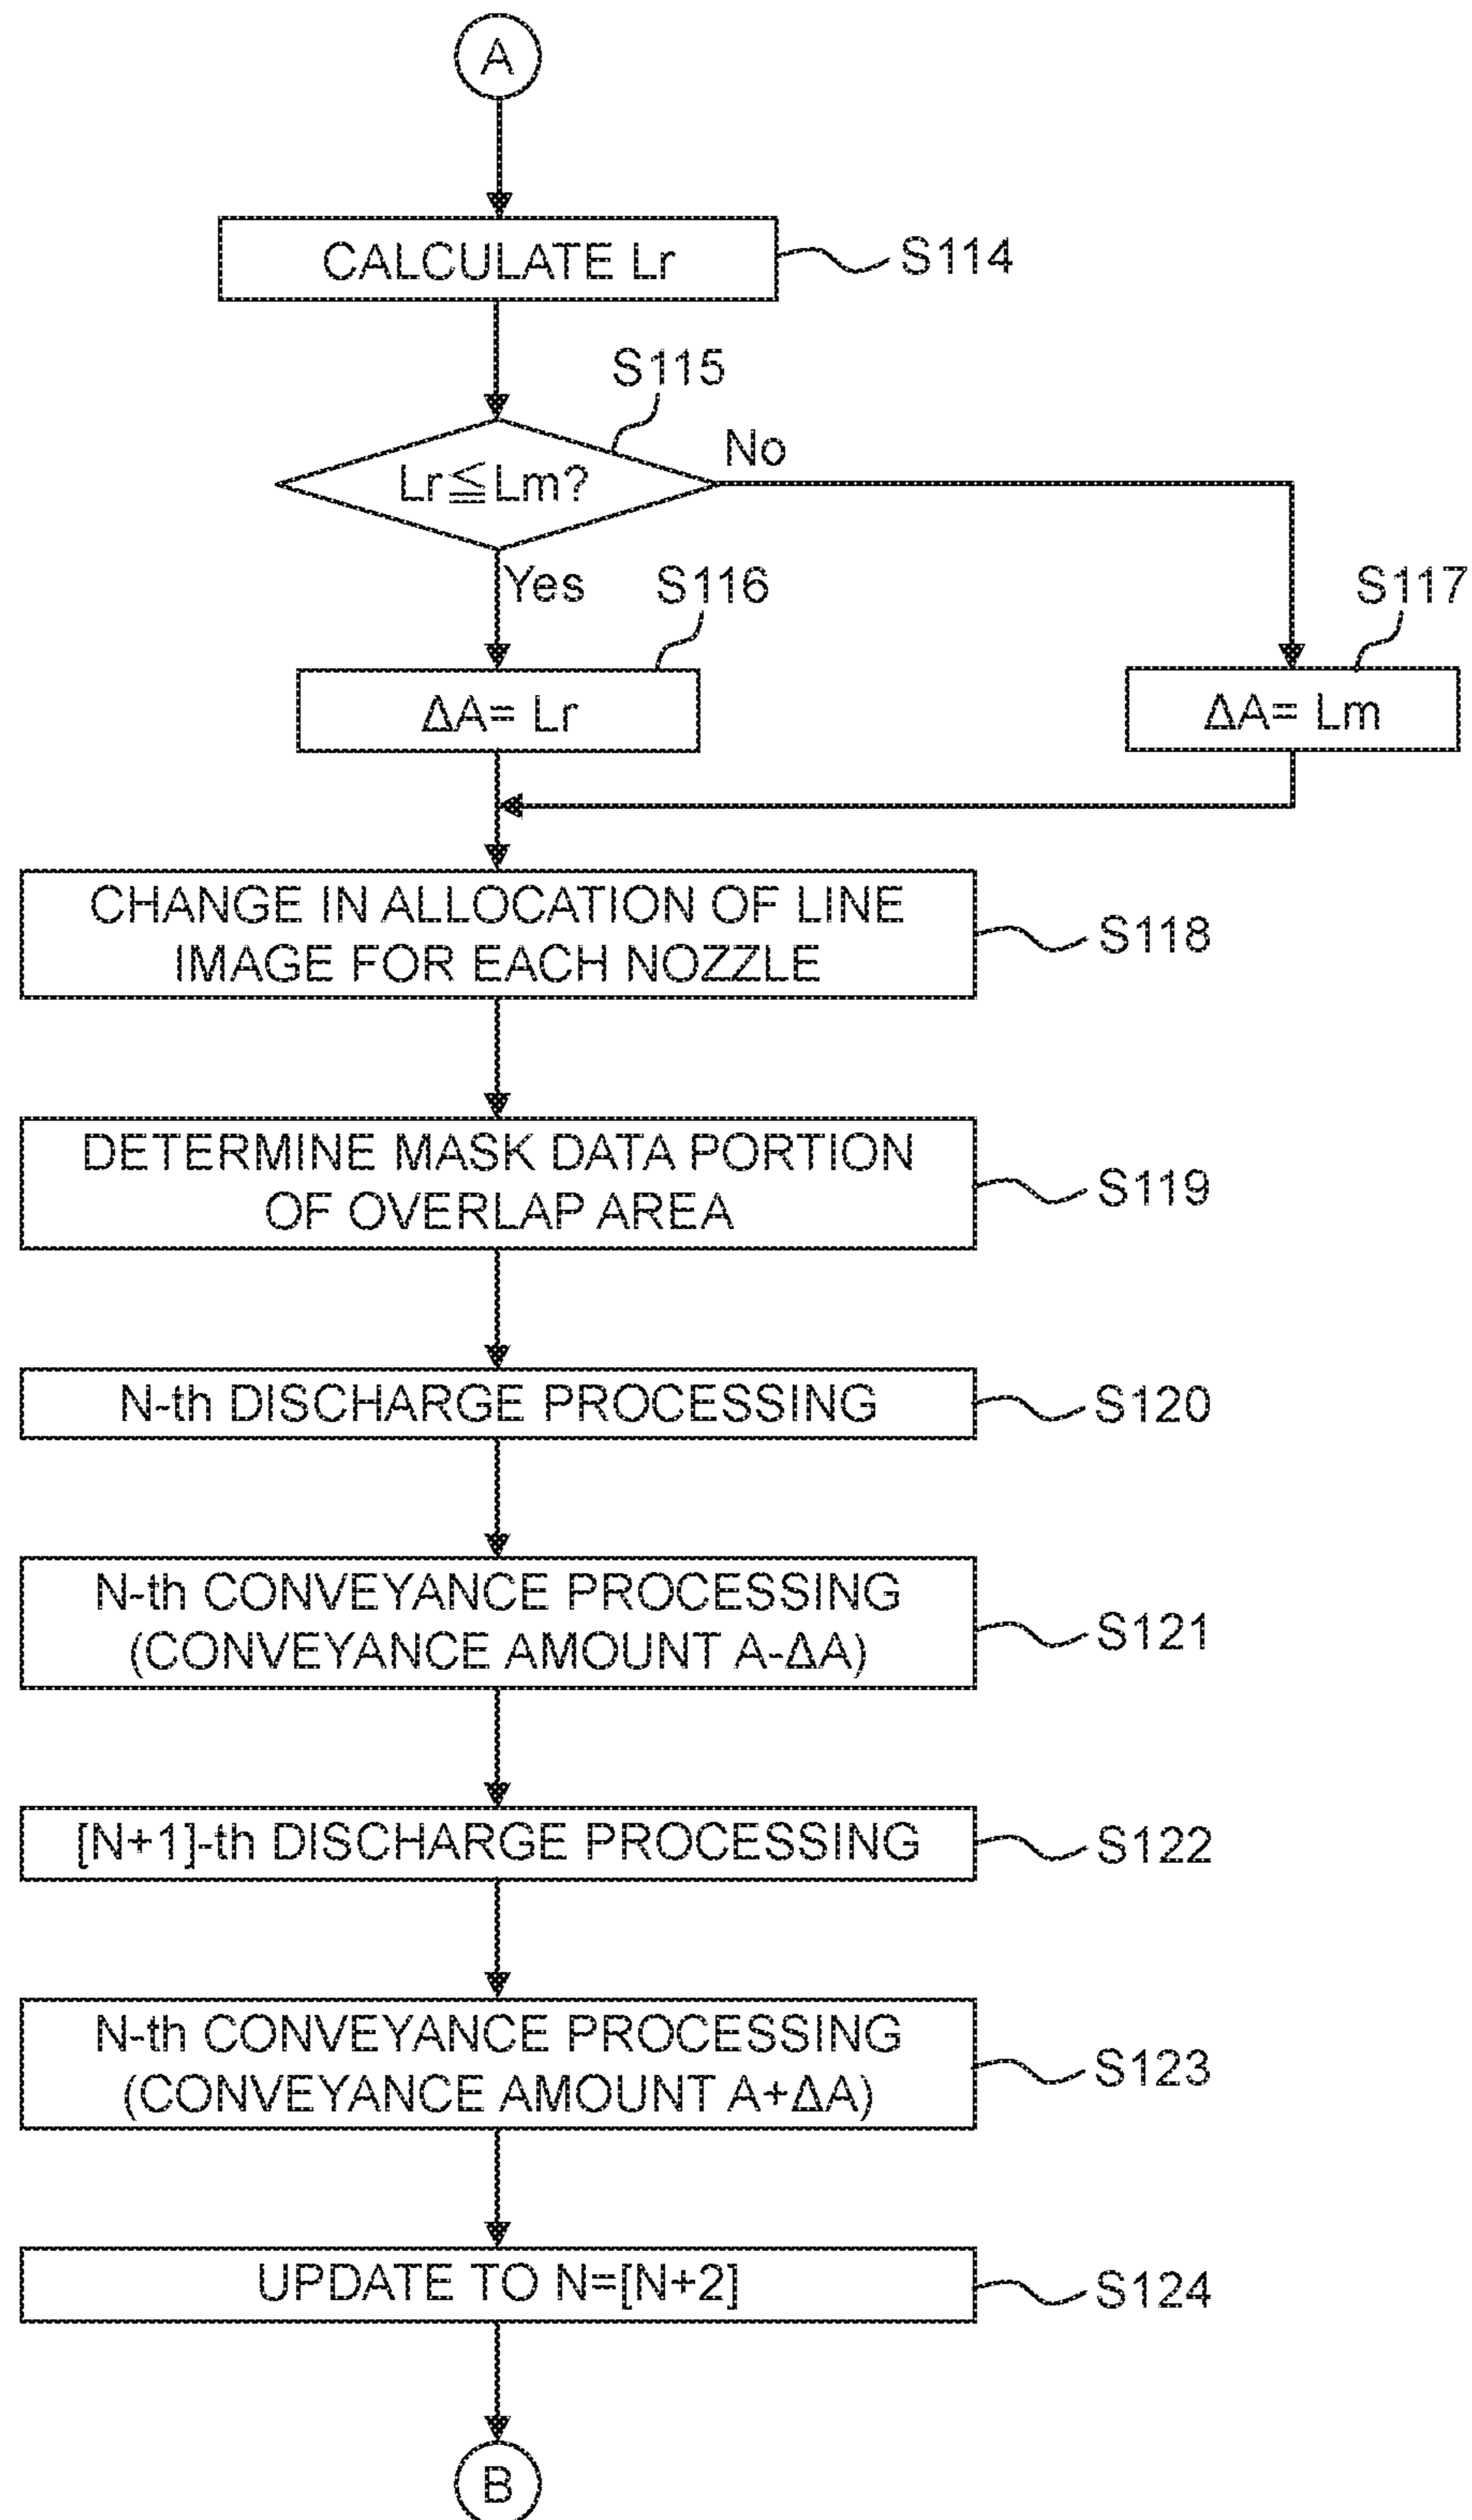 A
CALCULATE Lr
S114
S115
Lr≦Lm?
No
Yes
S116
S117
ΔA= Lr
ΔA= Lm
CHANGE IN ALLOCATION OF LINE
IMAGE FOR EACH NOZZLE
S118
DETERMINE MASK DATA PORTION
OF OVERLAP AREA
S119
N-th DISCHARGE PROCESSING
S120
N-th CONVEYANCE PROCESSING
(CONVEYANCE AMOUNT A-ΔA)
S121
[N+1]-th DISCHARGE PROCESSING
S122
N-th CONVEYANCE PROCESSING
(CONVEYANCE AMOUNT A+ΔA)
S123
UPDATE TO N=[N+2]
S124
B